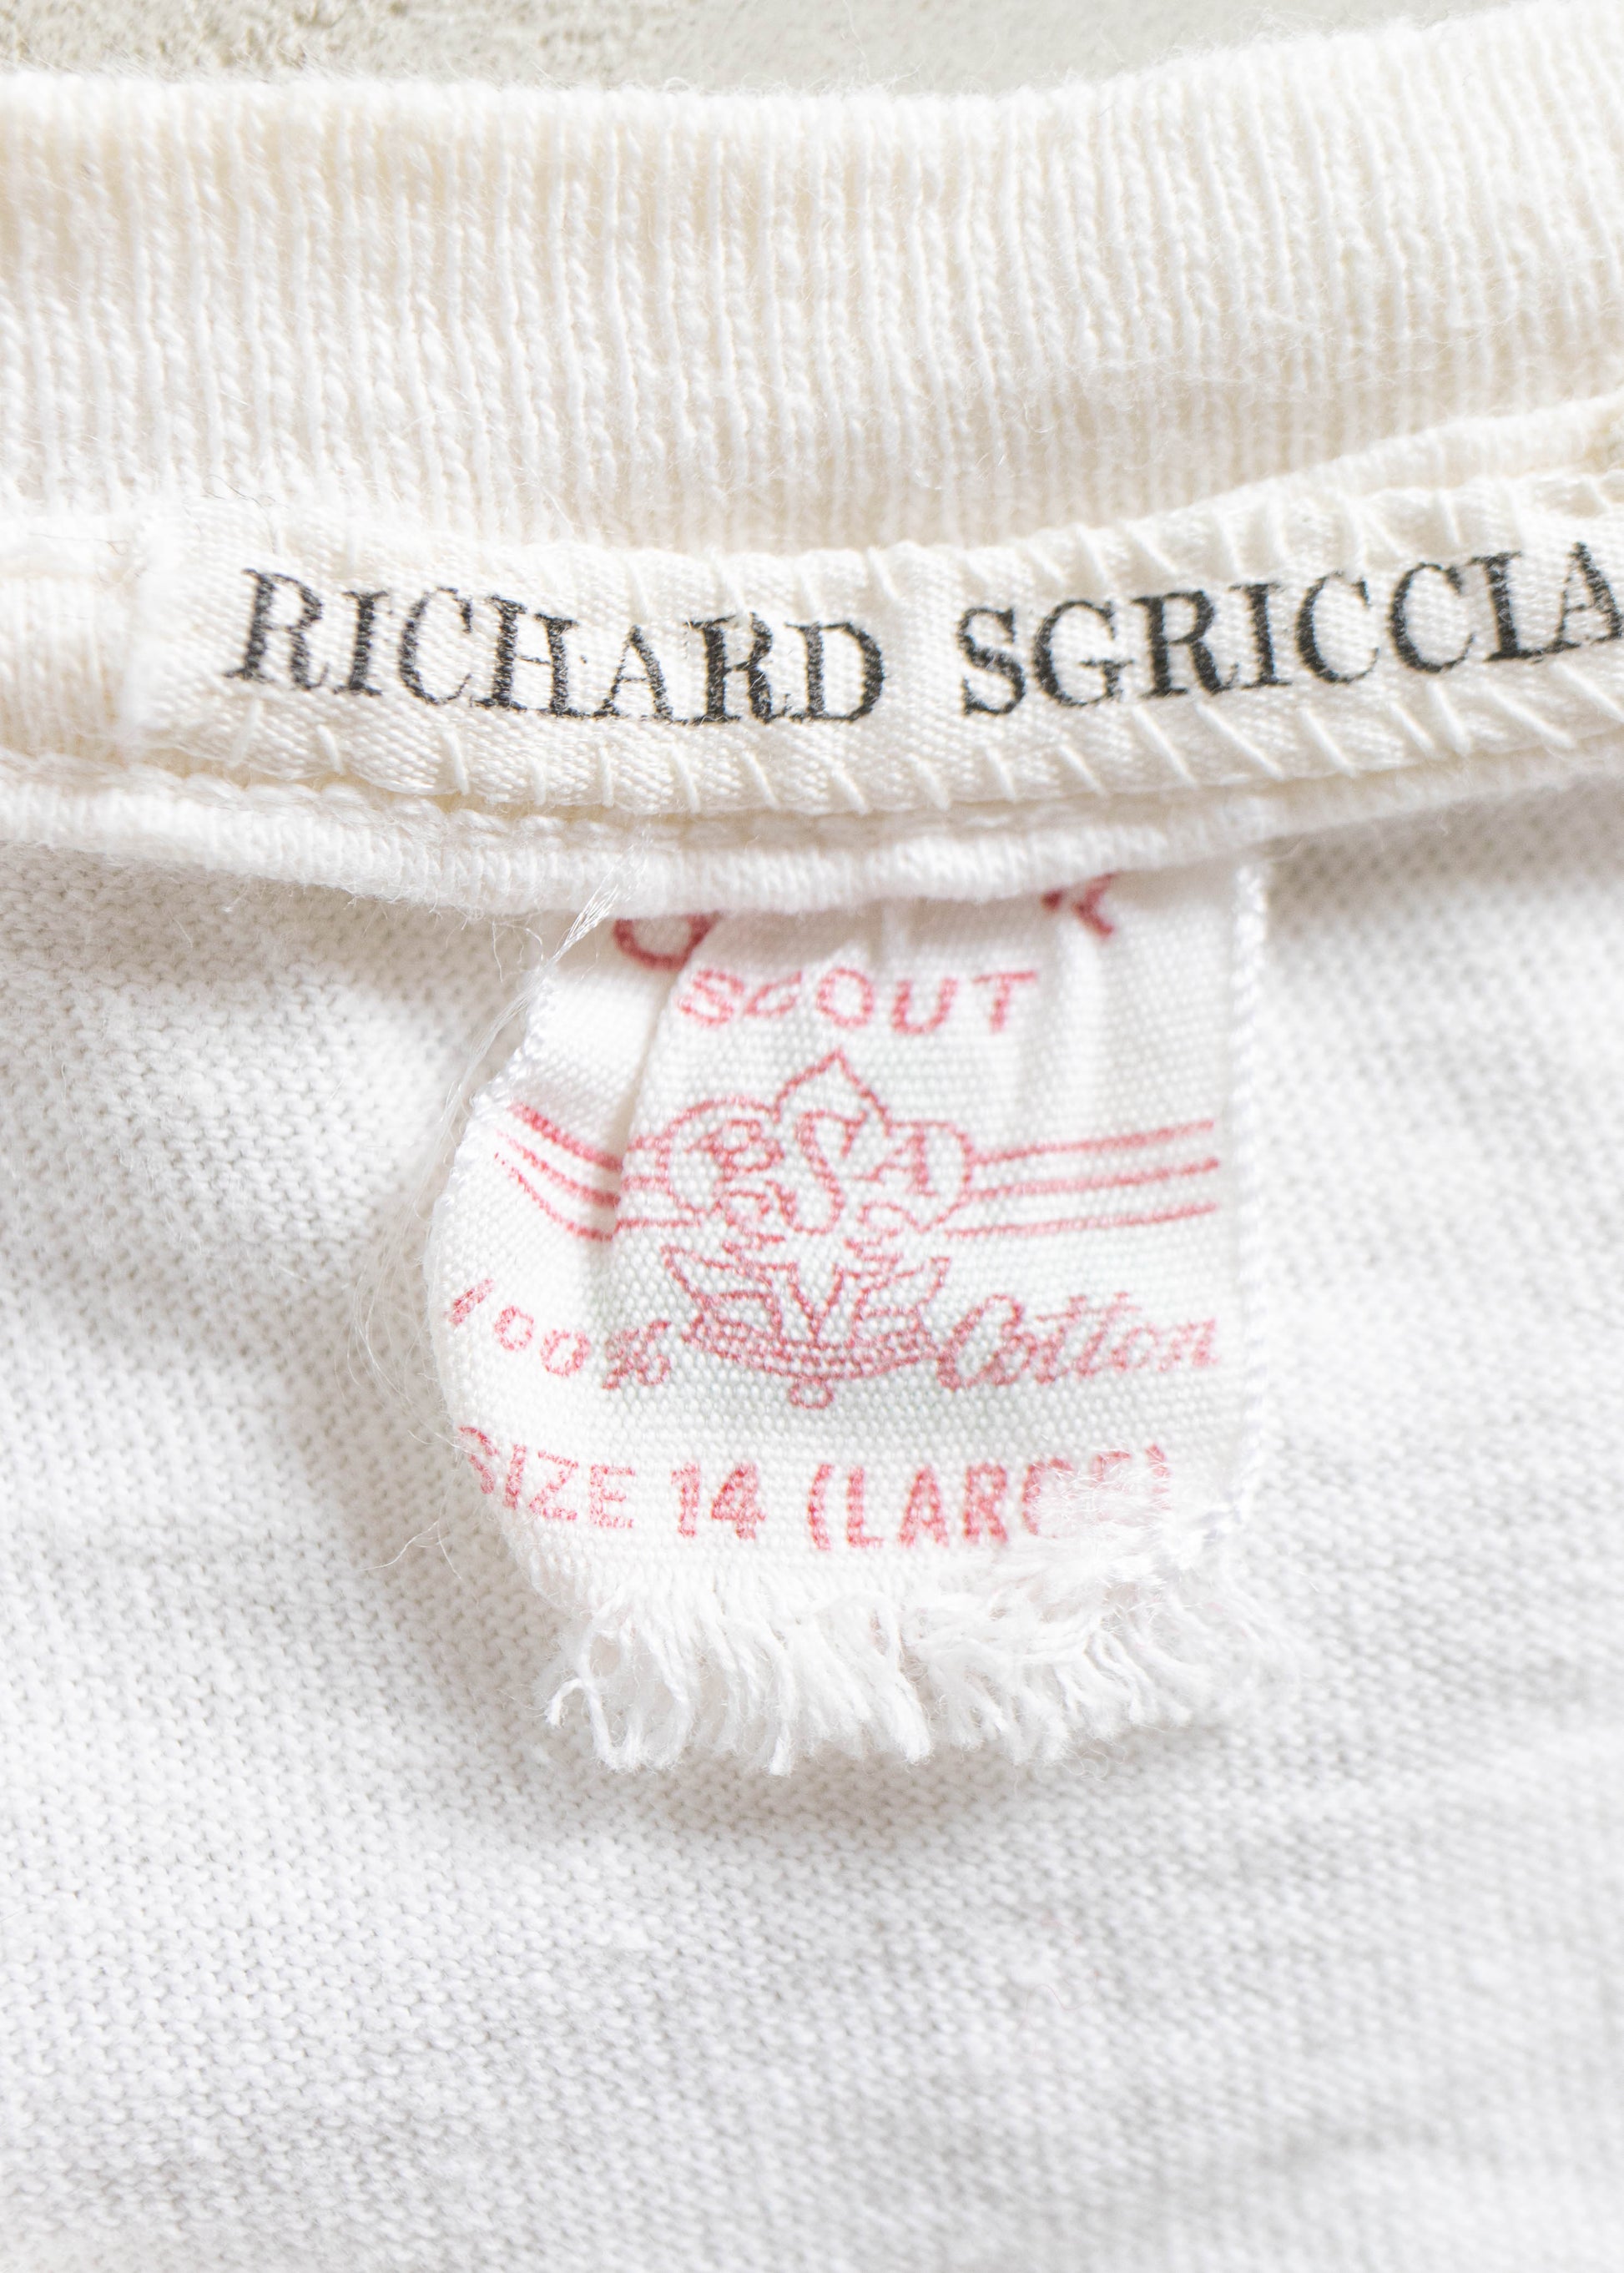 RICHARD SGRICCIA
SCOUT
BSA
100% Cotton
SIZE 14 (LARGE)